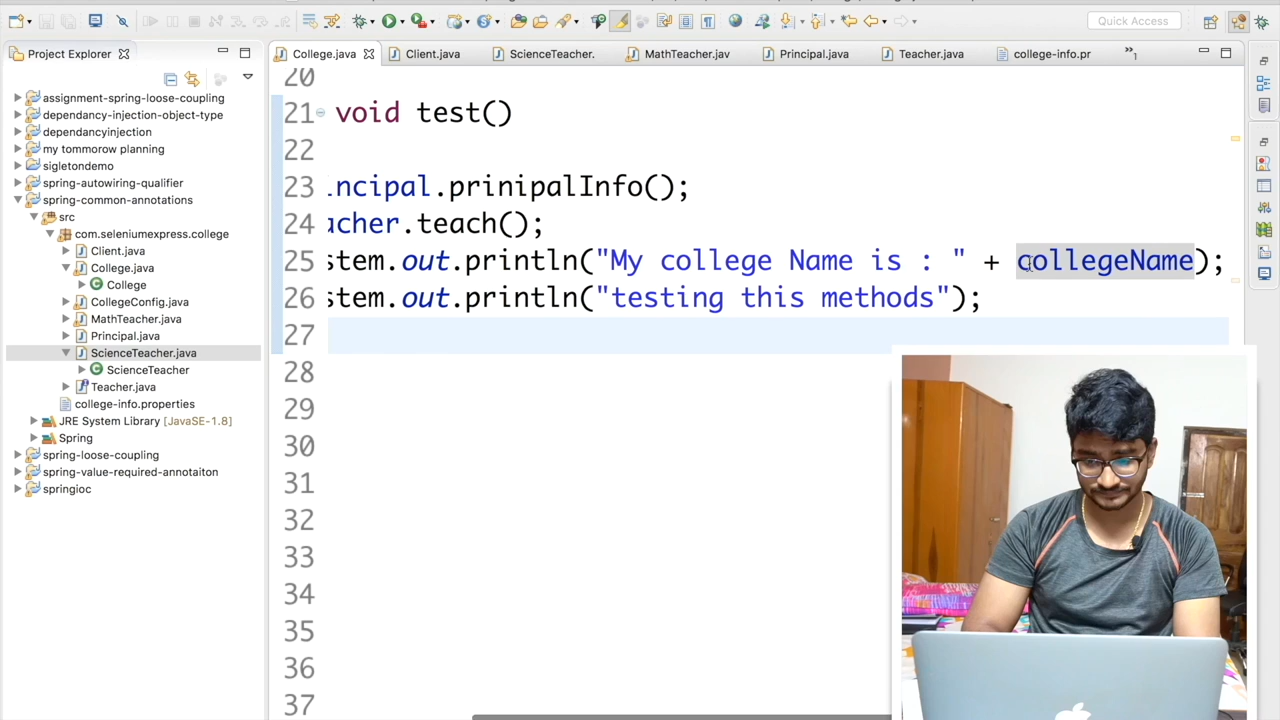 Quick Access
Project Explorer
College.java
Client.java
ScienceTeacher.
MathTeacher.jav
Principal.java
Teacher.java
college-info.pr
»1
assignment-spring-loose-coupling
dependancy-injection-object-type
dependancyinjection
my tommorow planning
sigletondemo
spring-autowiring-qualifier
spring-common-annotations
src
com.seleniumexpress.college
Client.java
College.java
College
CollegeConfig.java
MathTeacher.java
Principal.java
ScienceTeacher.java
ScienceTeacher
Teacher.java
college-info.properties
JRE System Library [JavaSE-1.8]
Spring
spring-loose-coupling
spring-value-required-annotaiton
springioc
20
21 void test()
22
23 incipal.prinipalInfo();
24 acher.teach();
25 stem.out.println("My college Name is : " + collegeName);
26 stem.out.println("testing this methods");
27
28
29
30
31
32
33
34
35
36
37